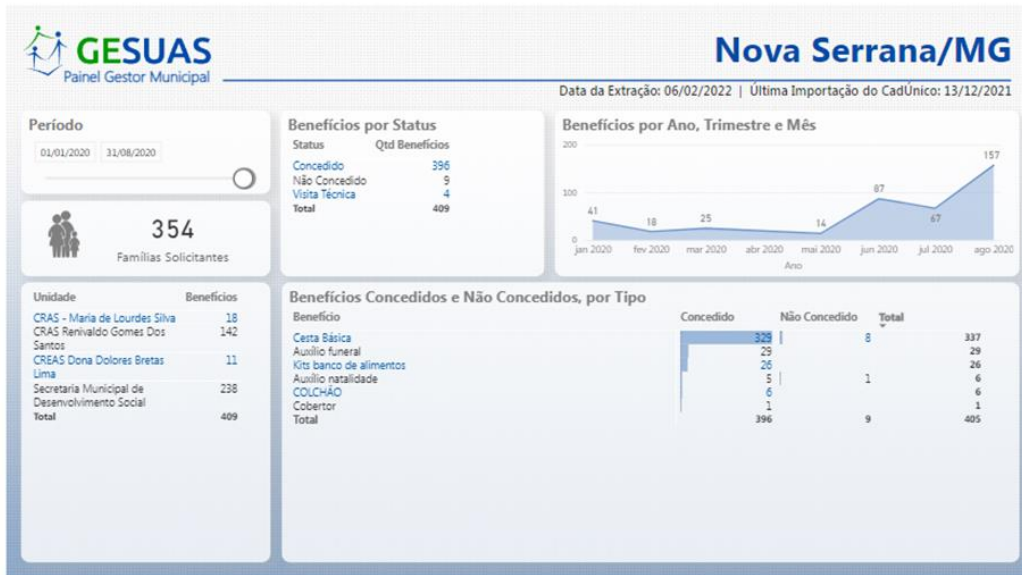 GESUAS
Painel Gestor Municipal
Nova Serrana/MG
Data da Extração: 06/02/2022 | Última Importação do CadÚnico: 13/12/2021
Período
01/01/2020 31/08/2020
354
Famílias Solicitantes
Benefícios por Status
Status Qtd Benefícios
Concedido 396
Não Concedido 9
Visita Técnica 4
Total 409
Benefícios por Ano, Trimestre e Mês
200
100
0
41
18
25
14
87
67
157
jan 2020 fev 2020 mar 2020 abr 2020 mai 2020 jun 2020 jul 2020 ago 2020
Ano
Unidade Benefícios
CRAS - Maria de Lourdes Silva 18
CRAS Renivaldo Gomes Dos 142
Santos
CREAS Dona Dolores Bretas 11
Lima
Secretaria Municipal de 238
Desenvolvimento Social
Total 409
Benefícios Concedidos e Não Concedidos, por Tipo
Benefício Concedido Não Concedido Total
Cesta Básica 329 8 337
Auxílio funeral 29 29
Kits banco de alimentos 26 26
Auxílio natalidade 5 1 6
COLCHÃO 6 6
Cobertor 1 1
Total 396 9 405